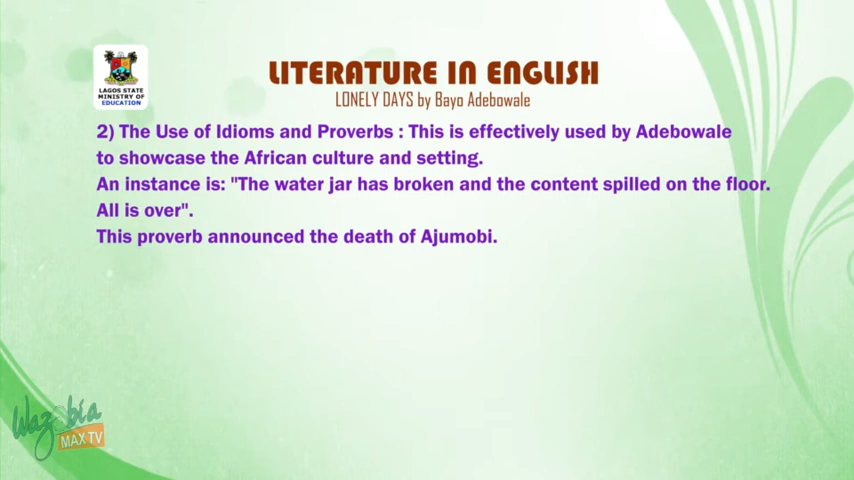 LITERATURE IN ENGLISH
LONELY DAYS by Bayo Adebowale
LAGOS STATE
MINISTRY OF
EDUCATION
2) The Use of Idioms and Proverbs : This is effectively used by Adebowale
to showcase the African culture and setting.
An instance is: "The water jar has broken and the content spilled on the floor.
All is over".
This proverb announced the death of Ajumobi.
Wazobia
MAX TV